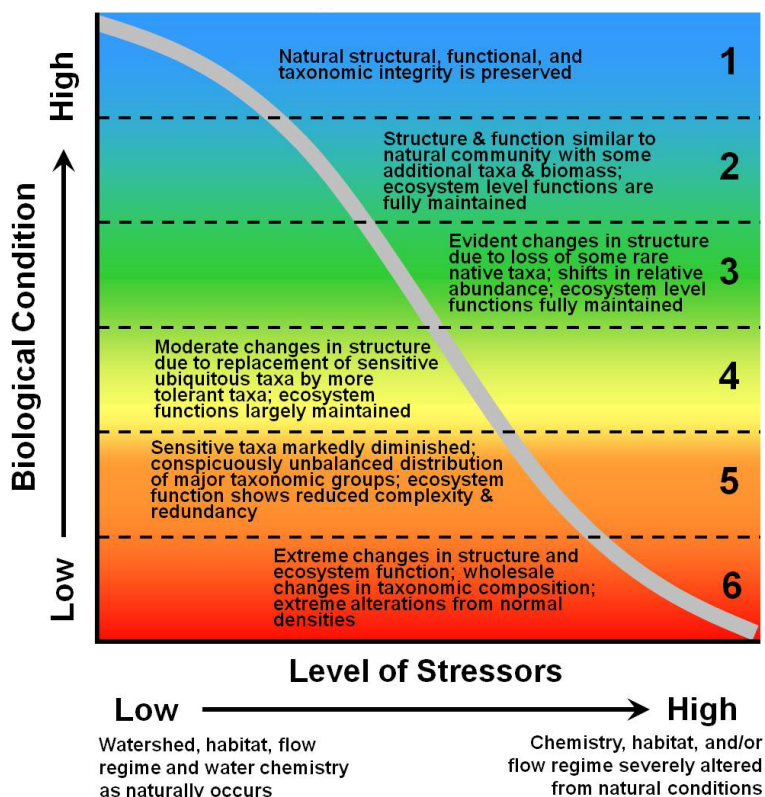 High
Biological Condition
Low
Natural structural, functional, and
taxonomic integrity is preserved
1
Structure & function similar to
natural community with some
additional taxa & biomass;
ecosystem level functions are
fully maintained
2
Evident changes in structure
due to loss of some rare
native taxa; shifts in relative
abundance; ecosystem level
functions fully maintained
3
Moderate changes in structure
due to replacement of sensitive
ubiquitous taxa by more
tolerant taxa; ecosystem
functions largely maintained
4
Sensitive taxa markedly diminished;
conspicuously unbalanced distribution
of major taxonomic groups; ecosystem
function shows reduced complexity &
redundancy
5
Extreme changes in structure and
ecosystem function; wholesale
changes in taxonomic composition;
extreme alterations from normal
densities
6
Level of Stressors
Low
High
Watershed, habitat, flow
regime and water chemistry
as naturally occurs
Chemistry, habitat, and/or
flow regime severely altered
from natural conditions